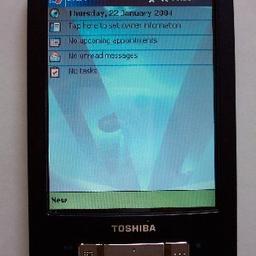 Thursday, 22 January 2004
Tap here to set owner information
No upcoming appointments
No unread messages
No tasks
New
TOSHIBA